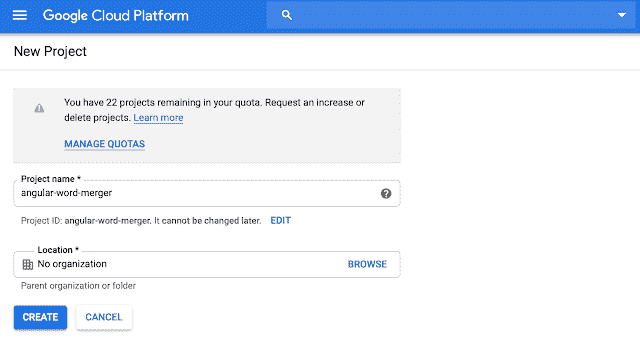 Google Cloud Platform
New Project
You have 22 projects remaining in your quota. Request an increase or
delete projects. Learn more
MANAGE QUOTAS
Project name *
angular-word-merger
Project ID: angular-word-merger. It cannot be changed later. EDIT
Location *
No organization BROWSE
Parent organization or folder
CREATE CANCEL